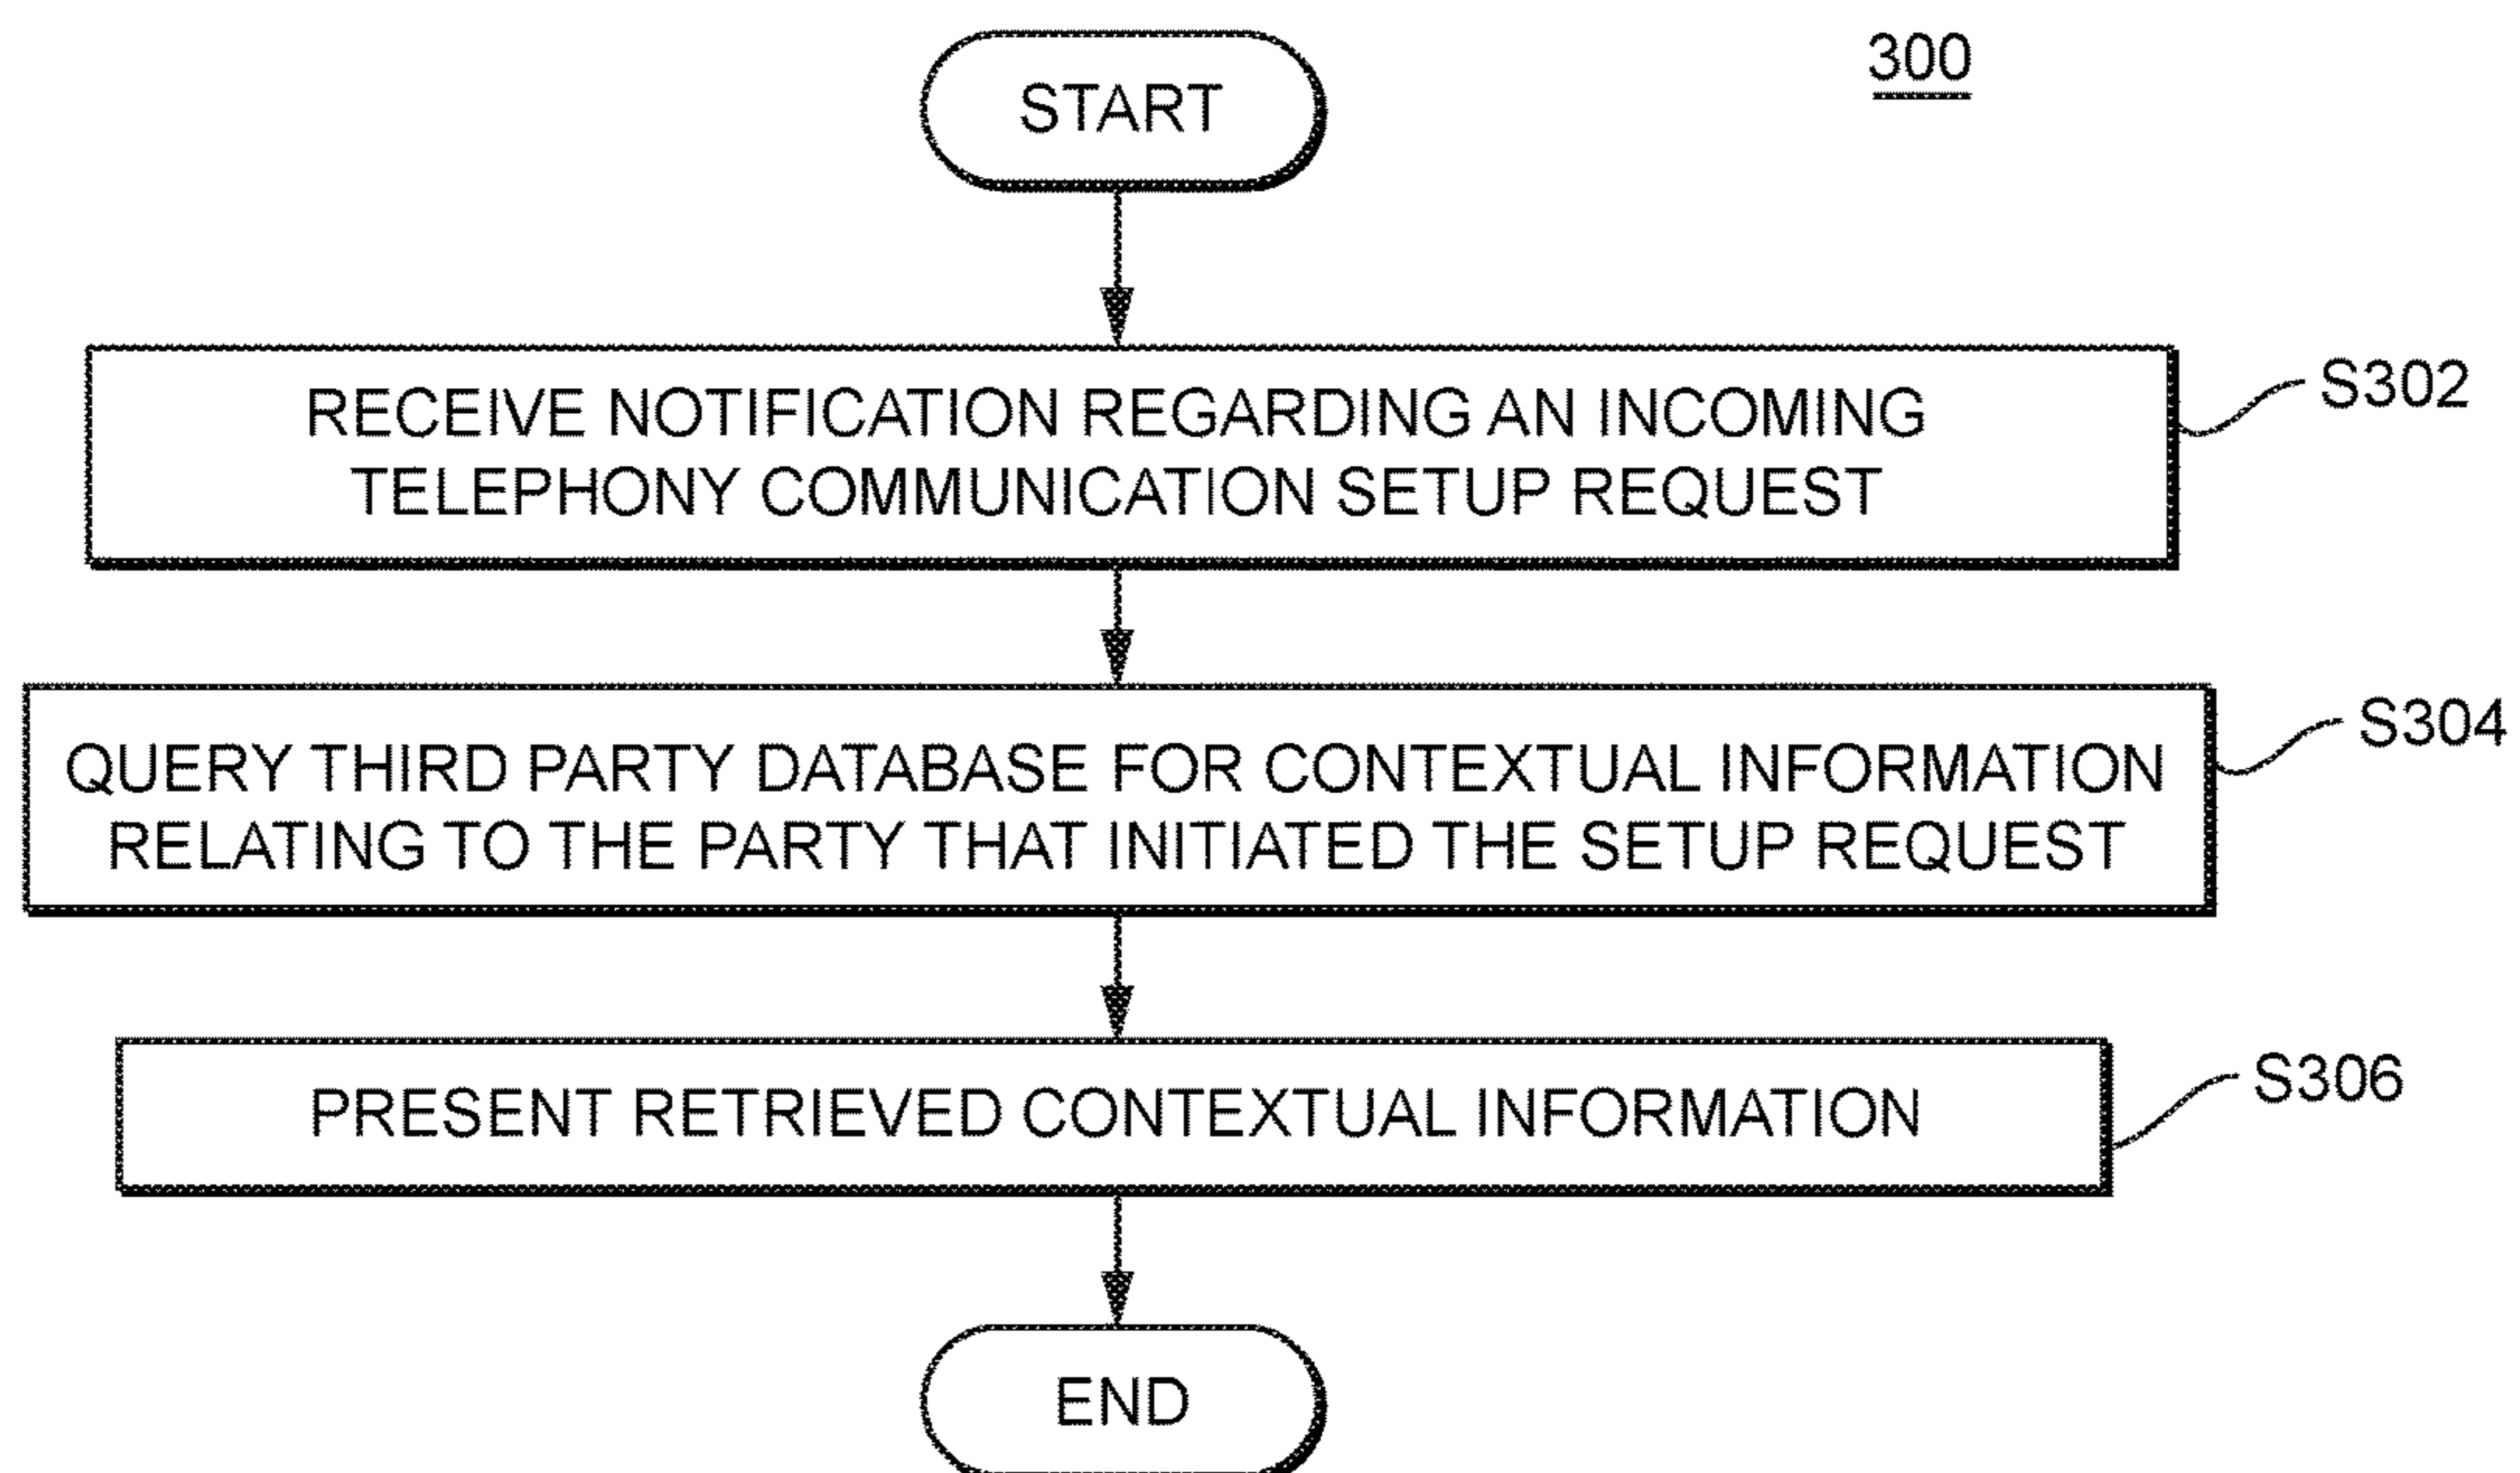 300
START
RECEIVE NOTIFICATION REGARDING AN INCOMING
TELEPHONY COMMUNICATION SETUP REQUEST
S302
QUERY THIRD PARTY DATABASE FOR CONTEXTUAL INFORMATION
RELATING TO THE PARTY THAT INITIATED THE SETUP REQUEST
S304
PRESENT RETRIEVED CONTEXTUAL INFORMATION
S306
END